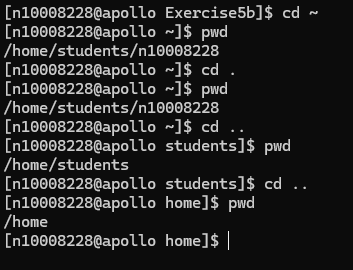 [n10008228@apollo Exercise5b]$ cd ~
[n10008228@apollo ~]$ pwd
/home/students/n10008228
[n10008228@apollo ~]$ cd .
[n10008228@apollo ~]$ pwd
/home/students/n10008228
[n10008228@apollo ~]$ cd ..
[n10008228@apollo students]$ pwd
/home/students
[n10008228@apollo students]$ cd ..
[n10008228@apollo home]$ pwd
/home
[n10008228@apollo home]$